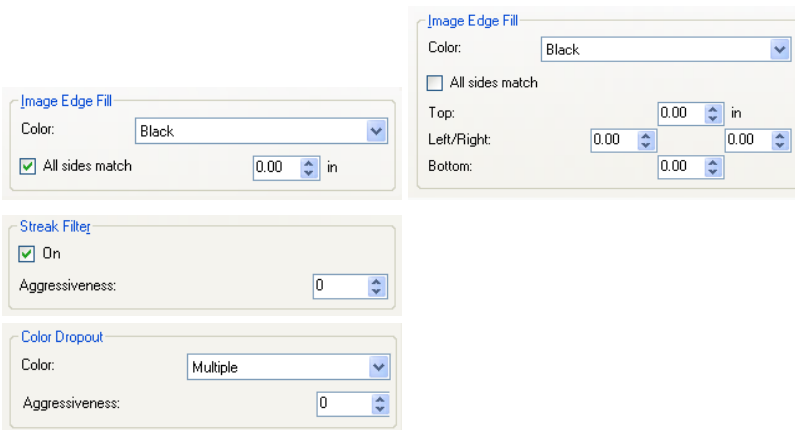 Image Edge Fill
Color: Black
All sides match 0.00 in
Image Edge Fill
Color: Black
All sides match
Top: 0.00 in
Left/Right: 0.00 0.00
Bottom: 0.00
Streak Filter
On
Aggressiveness: 0
Color Dropout
Color: Multiple
Aggressiveness: 0